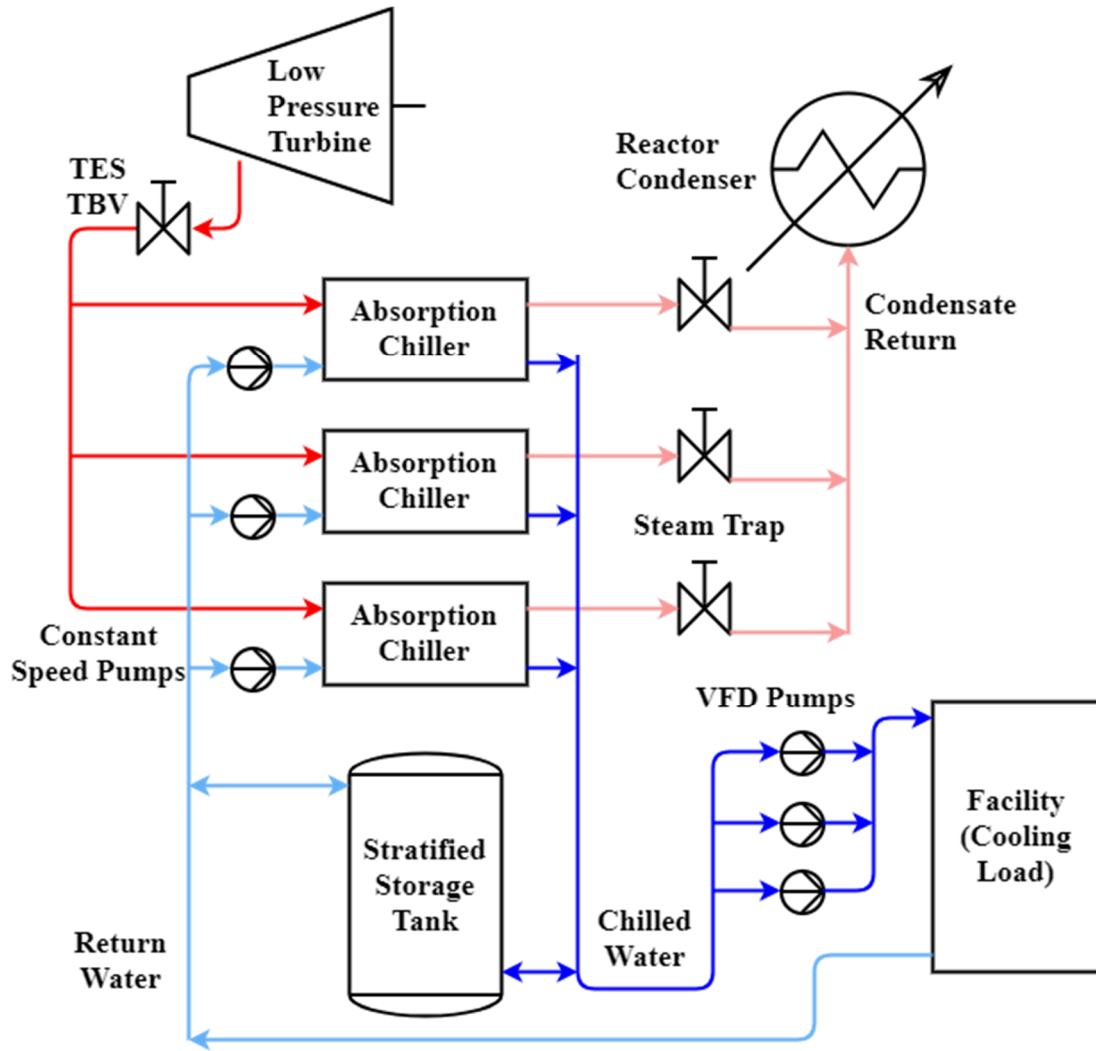 Low
Pressure
Turbine
TES
TBV
Reactor
Condenser
Absorption
Chiller
Condensate
Return
Absorption
Chiller
Steam Trap
Absorption
Chiller
Constant
Speed Pumps
VFD Pumps
Facility
(Cooling
Load)
Stratified
Storage
Tank
Chilled
Water
Return
Water